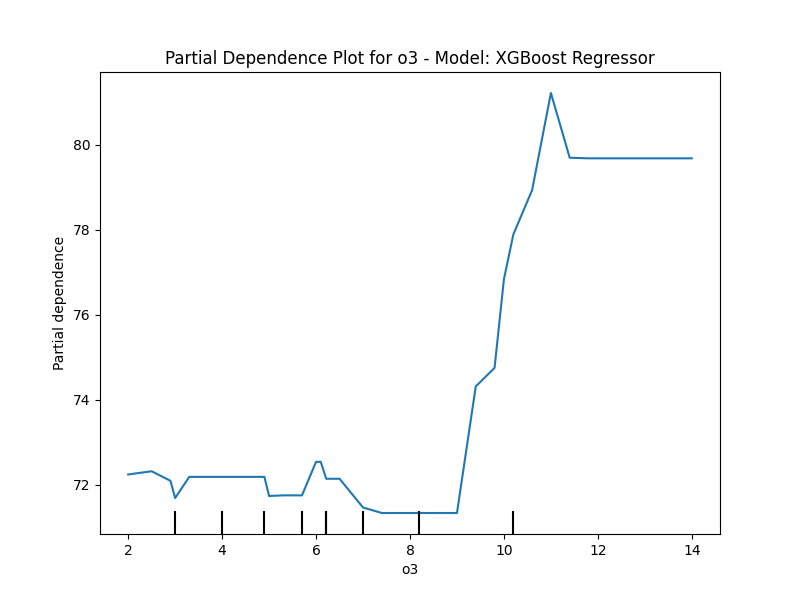 Partial Dependence Plot for o3 - Model: XGBoost Regressor
80
78
76
74
72
Partial dependence
2 4 6 8 10 12 14
o3